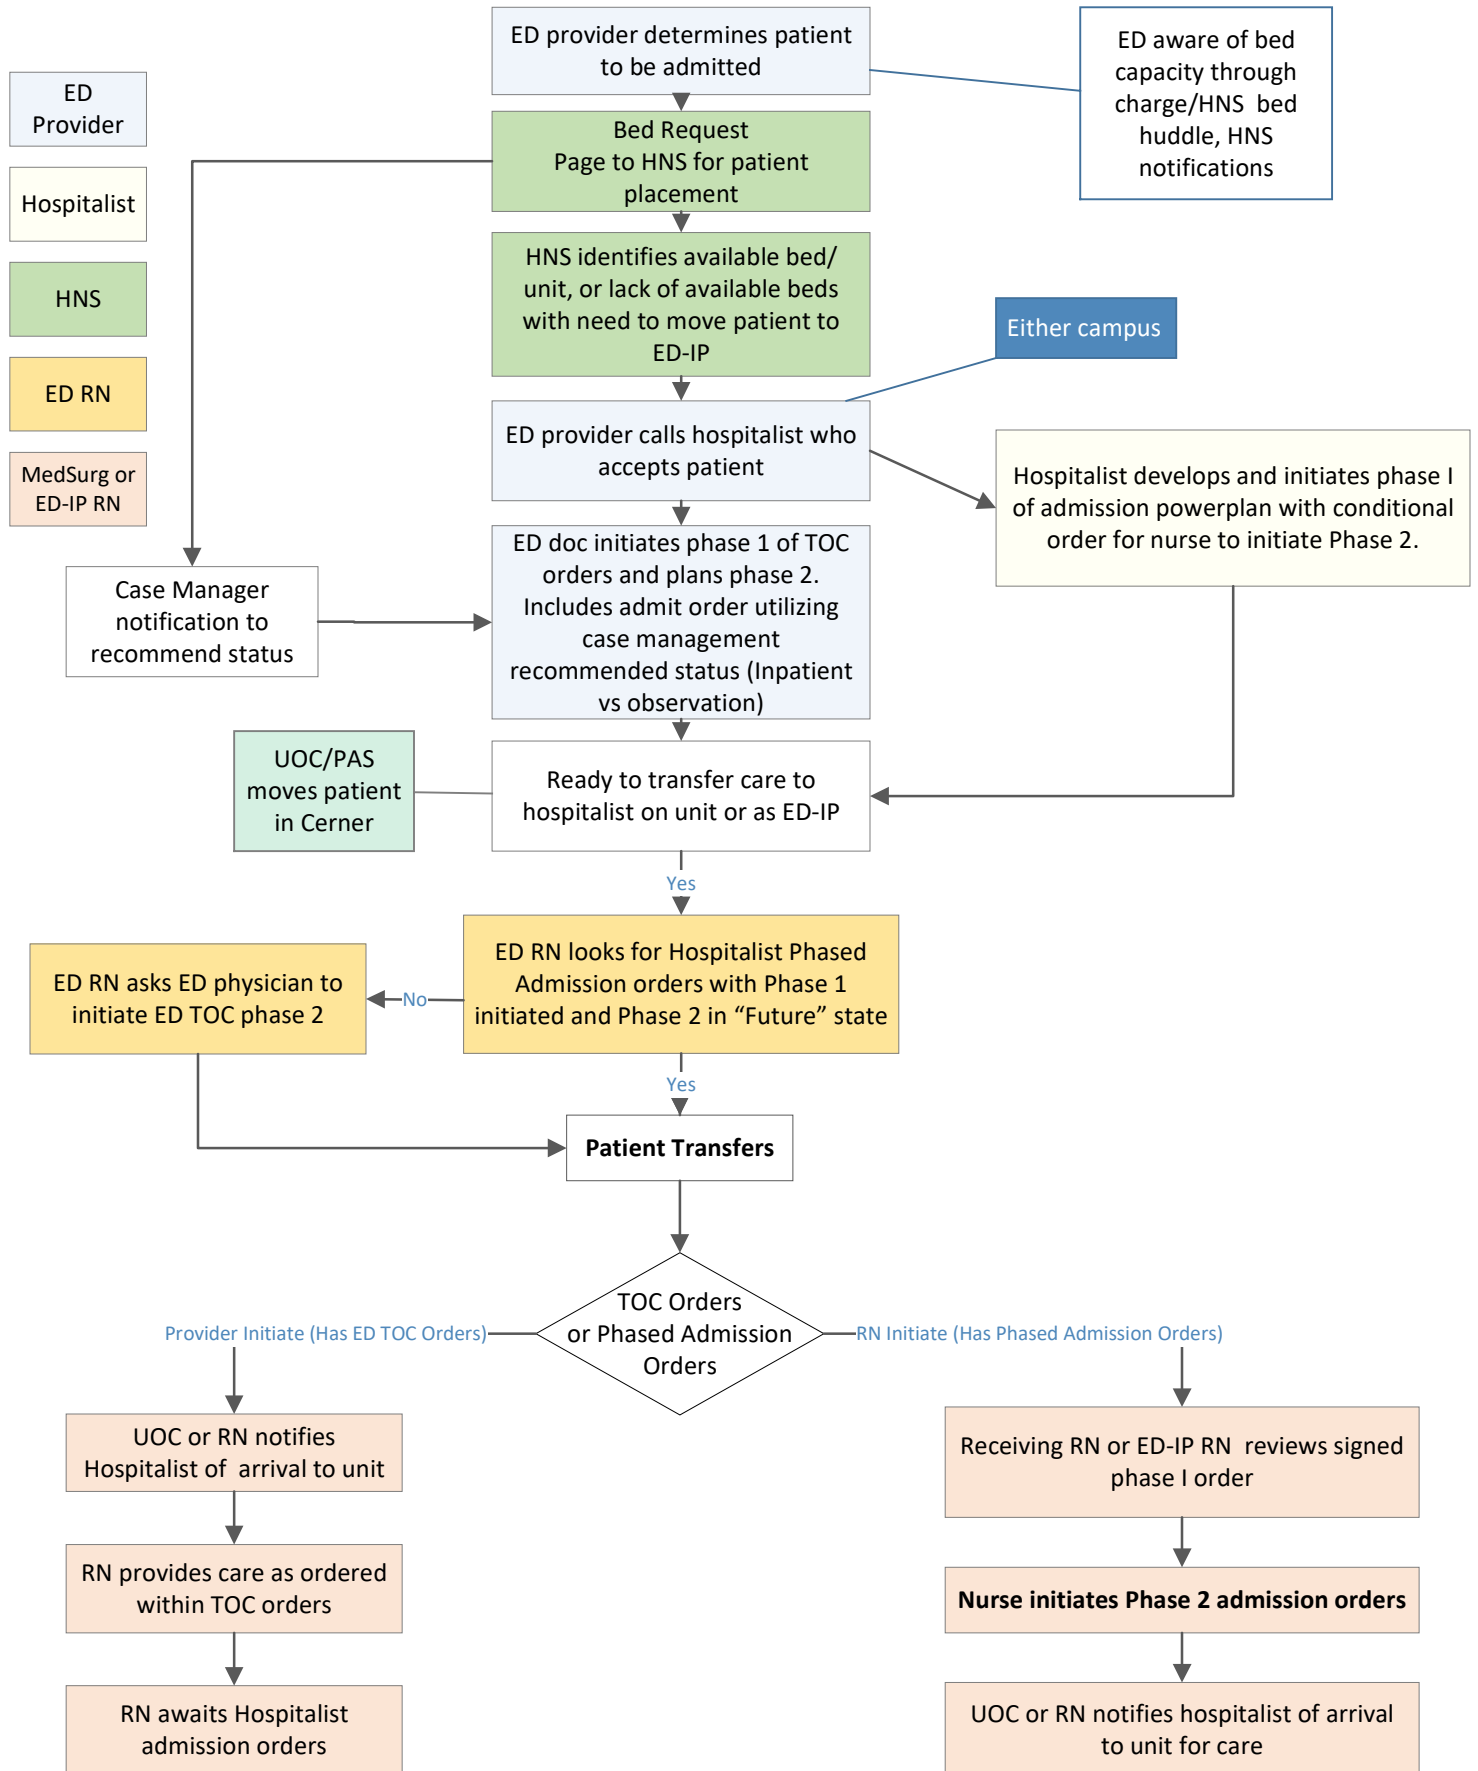 ED provider determines patient
to be admitted
ED aware of bed
capacity through
charge/HNS bed
huddle, HNS
notifications
ED
Provider
Hospitalist
HNS
ED RN
MedSurg or
ED-IP RN
Bed Request
Page to HNS for patient
placement
HNS identifies available bed/
unit, or lack of available beds
with need to move patient to
ED-IP
Either campus
ED provider calls hospitalist who
accepts patient
Hospitalist develops and initiates phase I
of admission powerplan with conditional
order for nurse to initiate Phase 2.
Case Manager
notification to
recommend status
ED doc initiates phase 1 of TOC
orders and plans phase 2.
Includes admit order utilizing
case management
recommended status (Inpatient
vs observation)
UOC/PAS
moves patient
in Cerner
Ready to transfer care to
hospitalist on unit or as ED-IP
Yes
ED RN looks for Hospitalist Phased
Admission orders with Phase 1
initiated and Phase 2 in “Future” state
No
ED RN asks ED physician to
initiate ED TOC phase 2
Yes
Patient Transfers
TOC Orders
or Phased Admission
Orders
Provider Initiate (Has ED TOC Orders)
RN Initiate (Has Phased Admission Orders)
UOC or RN notifies
Hospitalist of arrival to unit
RN provides care as ordered
within TOC orders
RN awaits Hospitalist
admission orders
Receiving RN or ED-IP RN reviews signed
phase I order
Nurse initiates Phase 2 admission orders
UOC or RN notifies hospitalist of arrival
to unit for care